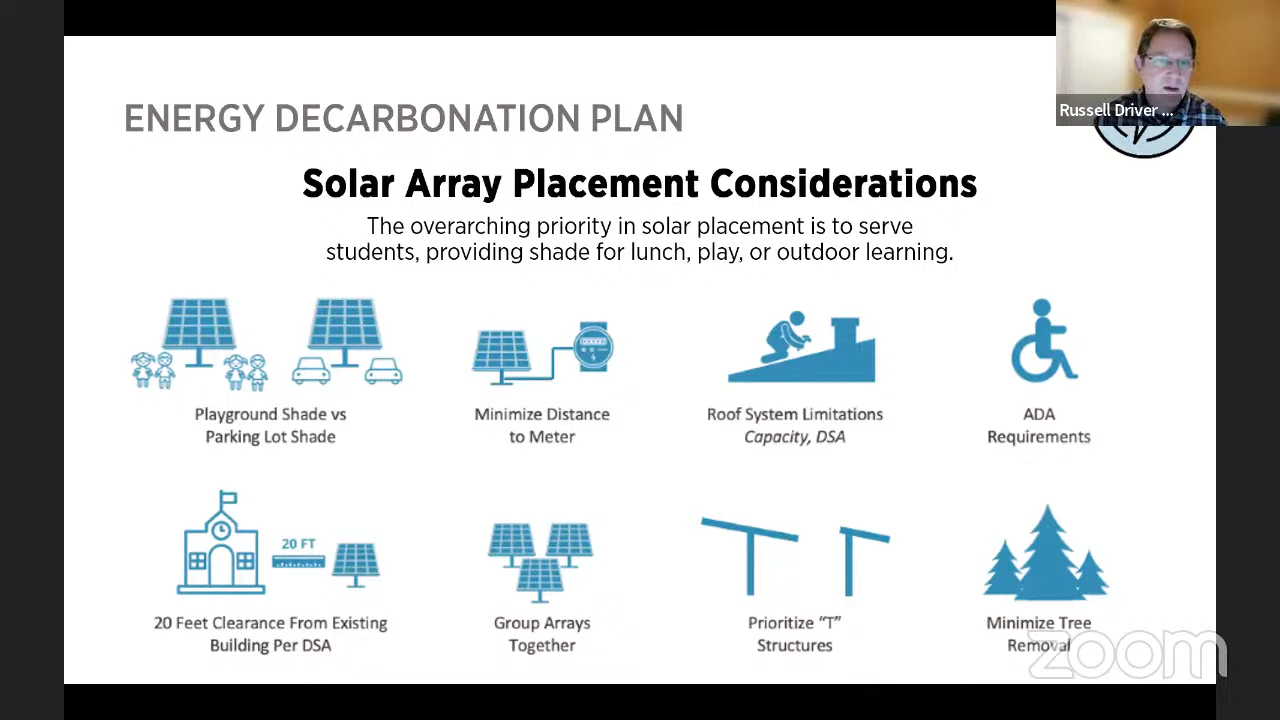 Russell Driver ...
ENERGY DECARBONATION PLAN
Solar Array Placement Considerations
The overarching priority in solar placement is to serve
students, providing shade for lunch, play, or outdoor learning.
Playground Shade vs
Parking Lot Shade
Minimize Distance
to Meter
Roof System Limitations
Capacity, DSA
ADA
Requirements
20 FT
20 Feet Clearance From Existing
Building Per DSA
Group Arrays
Together
Prioritize “T”
Structures
Minimize Tree
Removal
zoom